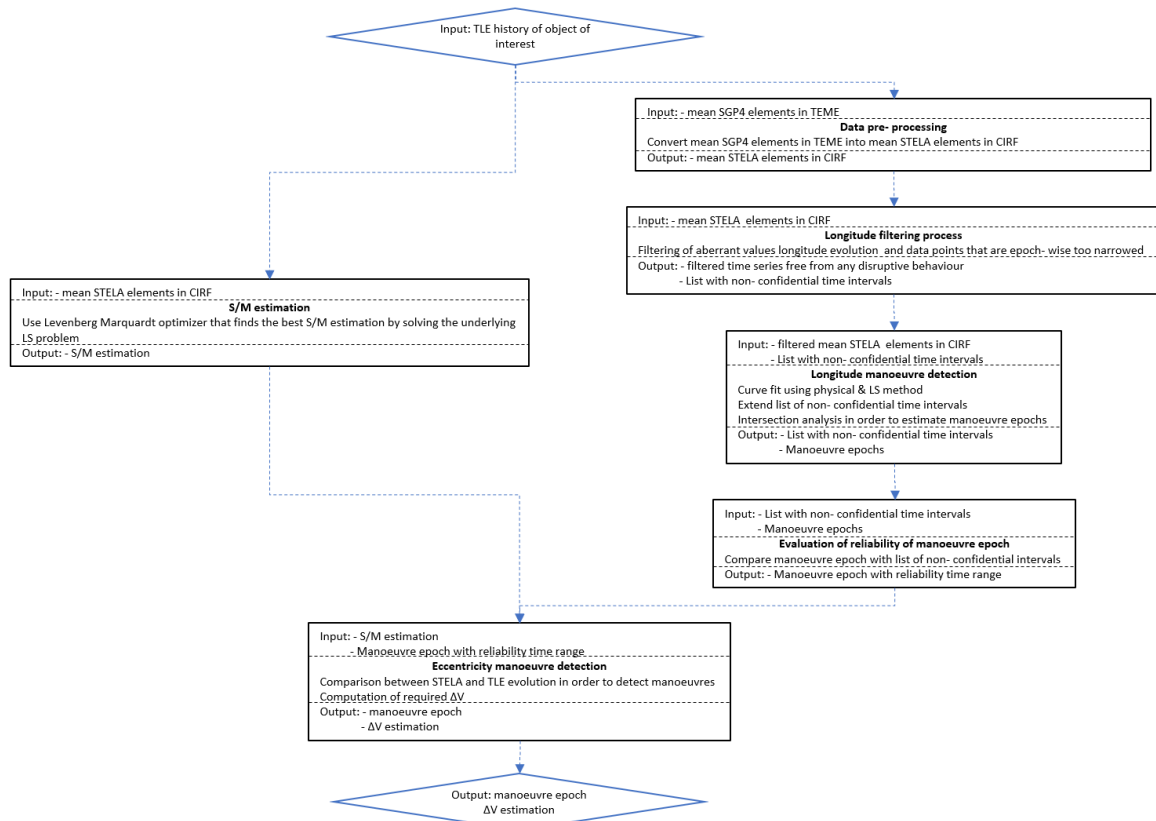 Input: TLE history of object of
interest
Input: - mean SGP4 elements in TEME
Data pre- processing
Convert mean SGP4 elements in TEME into mean STELA elements in CIRF
Output: - mean STELA elements in CIRF
Input: - mean STELA elements in CIRF
Longitude filtering process
Filtering of aberrant values longitude evolution and data points that are epoch- wise too narrowed
Output: - filtered time series free from any disruptive behaviour
- List with non- confidential time intervals
Input: - mean STELA elements in CIRF
S/M estimation
Use Levenberg Marquardt optimizer that finds the best S/M estimation by solving the underlying
LS problem
Output: - S/M estimation
Input: - filtered mean STELA elements in CIRF
- List with non- confidential time intervals
Longitude manoeuvre detection
Curve fit using physical & LS method
Extend list of non- confidential time intervals
Intersection analysis in order to estimate manoeuvre epochs
Output: - List with non- confidential time intervals
- Manoeuvre epochs
Input: - List with non- confidential time intervals
- Manoeuvre epochs
Evaluation of reliability of manoeuvre epoch
Compare manoeuvre epoch with list of non- confidential intervals
Output: - Manoeuvre epoch with reliability time range
Input: - S/M estimation
- Manoeuvre epoch with reliability time range
Eccentricity manoeuvre detection
Comparison between STELA and TLE evolution in order to detect manoeuvres
Computation of required ΔV
Output: - manoeuvre epoch
- ΔV estimation
Output: manoeuvre epoch
ΔV estimation